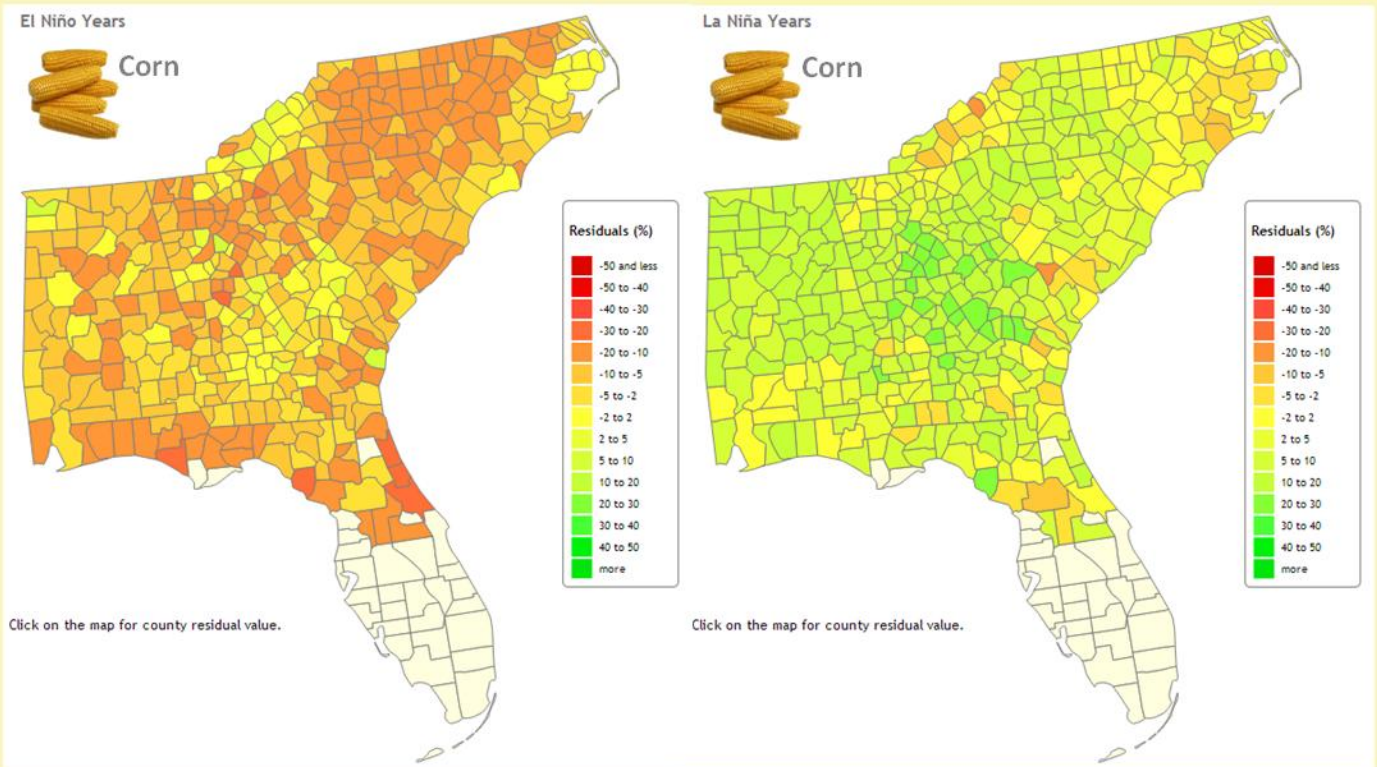 El Niño Years
Corn
Residuals (%)
-50 and less
-50 to -40
-40 to -30
-30 to -20
-20 to -10
-10 to -5
-5 to -2
-2 to 2
2 to 5
5 to 10
10 to 20
20 to 30
30 to 40
40 to 50
more
Click on the map for county residual value.
La Niña Years
Corn
Residuals (%)
-50 and less
-50 to -40
-40 to -30
-30 to -20
-20 to -10
-10 to -5
-5 to -2
-2 to 2
2 to 5
5 to 10
10 to 20
20 to 30
30 to 40
40 to 50
more
Click on the map for county residual value.